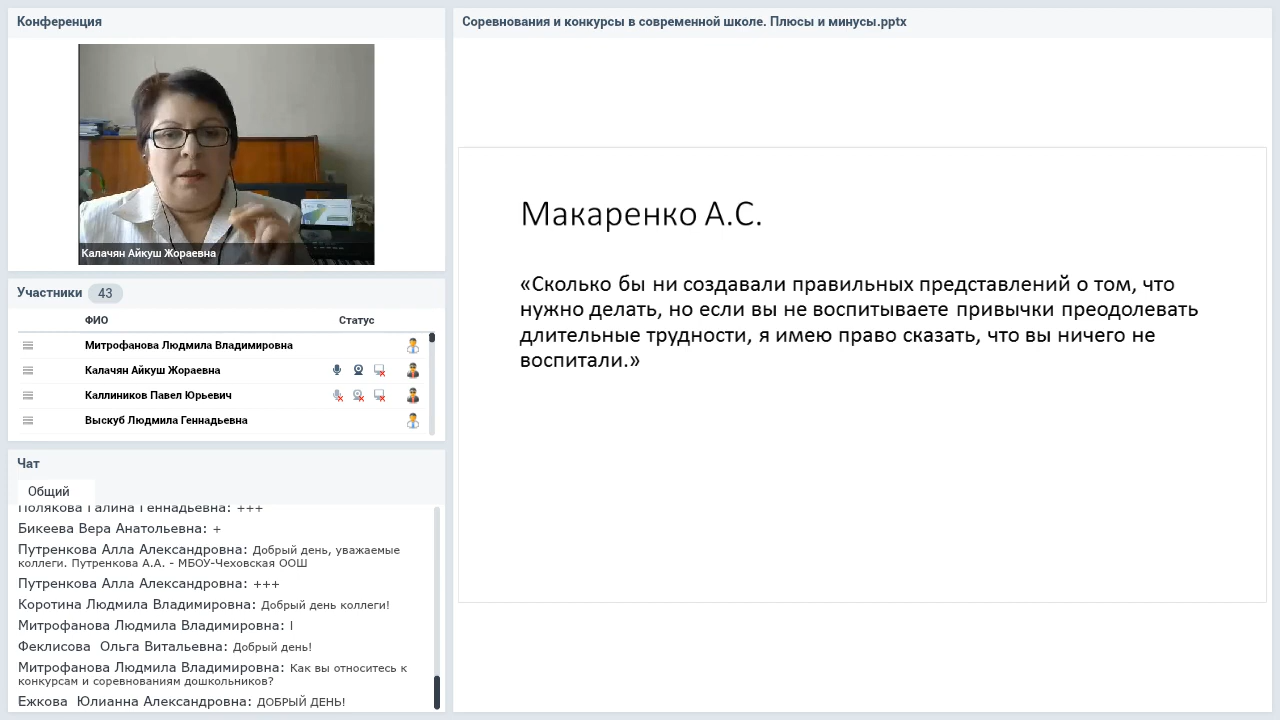 Конференция
Калачян Айкуш Жораевна
Участники 43
ФИО Статус
Митрофанова Людмила Владимировна
Калачян Айкуш Жораевна
Каллиников Павел Юрьевич
Выскуб Людмила Геннадьевна
Чат
Общий
Полякова Галина Геннадьевна: +++
Бикеева Вера Анатольевна: +
Путренкова Алла Александровна: Добрый день, уважаемые
коллеги. Путренкова А.А. - МБОУ-Чеховская ООШ
Путренкова Алла Александровна: +++
Коротина Людмила Владимировна: Добрый день коллеги!
Митрофанова Людмила Владимировна: l
Феклисова Ольга Витальевна: Добрый день!
Митрофанова Людмила Владимировна: Как вы относитесь к
конкурсам и соревнованиям дошкольников?
Ежкова Юлианна Александровна: ДОБРЫЙ ДЕНЬ!
Соревнования и конкурсы в современной школе. Плюсы и минусы.pptx
Макаренко А.С.
«Сколько бы ни создавали правильных представлений о том, что
нужно делать, но если вы не воспитываете привычки преодолевать
длительные трудности, я имею право сказать, что вы ничего не
воспитали.»